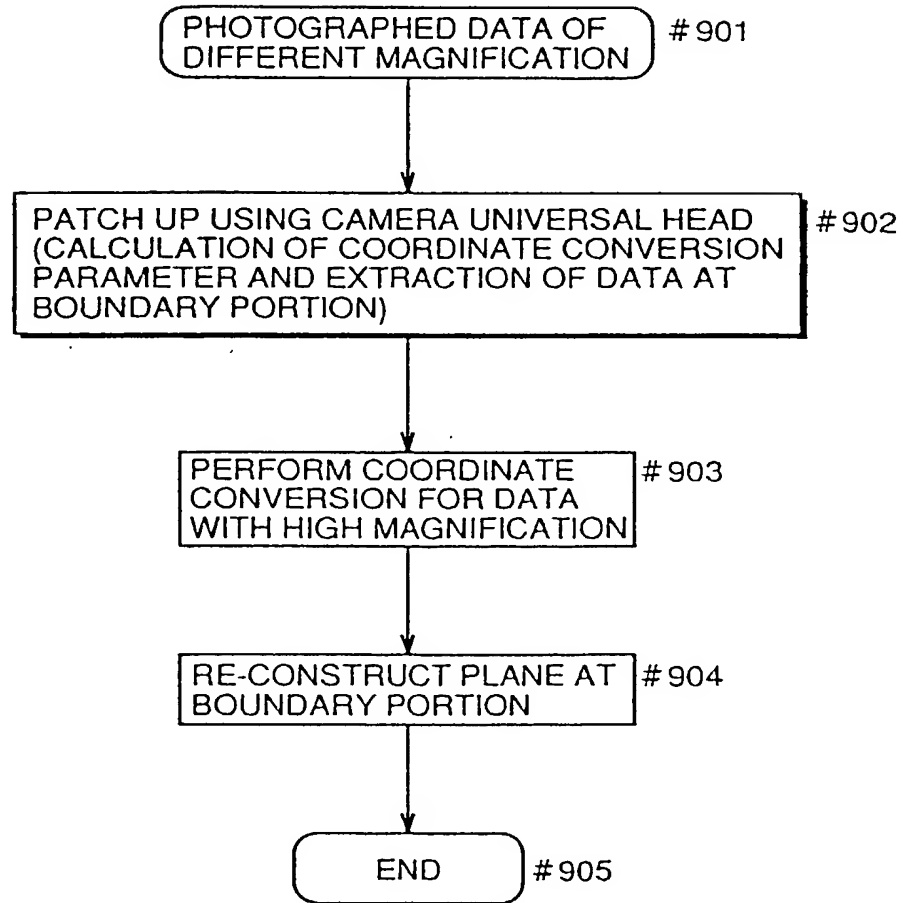 PHOTOGRAPHED DATA OF
DIFFERENT MAGNIFICATION
#901
PATCH UP USING CAMERA UNIVERSAL HEAD
(CALCULATION OF COORDINATE CONVERSION
PARAMETER AND EXTRACTION OF DATA AT
BOUNDARY PORTION)
#902
PERFORM COORDINATE
CONVERSION FOR DATA
WITH HIGH MAGNIFICATION
#903
RE-CONSTRUCT PLANE AT
BOUNDARY PORTION
#904
END
#905